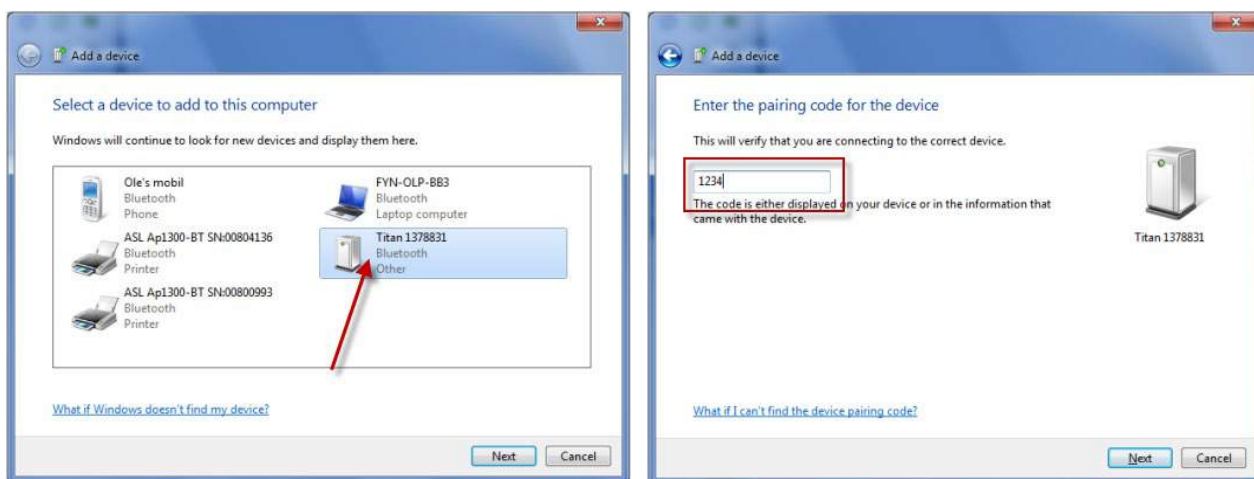 Add a device
Select a device to add to this computer
Windows will continue to look for new devices and display them here.
Ole's mobil
Bluetooth
Phone
FYN-OLP-BB3
Bluetooth
Laptop computer
ASL Ap1300-BT SN:00804136
Bluetooth
Printer
Titan 1378831
Bluetooth
Other
ASL Ap1300-BT SN:00800993
Bluetooth
Printer
What if Windows doesn't find my device?
Next
Cancel
Add a device
Enter the pairing code for the device
This will verify that you are connecting to the correct device.
1234
The code is either displayed on your device or in the information that
came with the device.
Titan 1378831
What if I can't find the device pairing code?
Next
Cancel